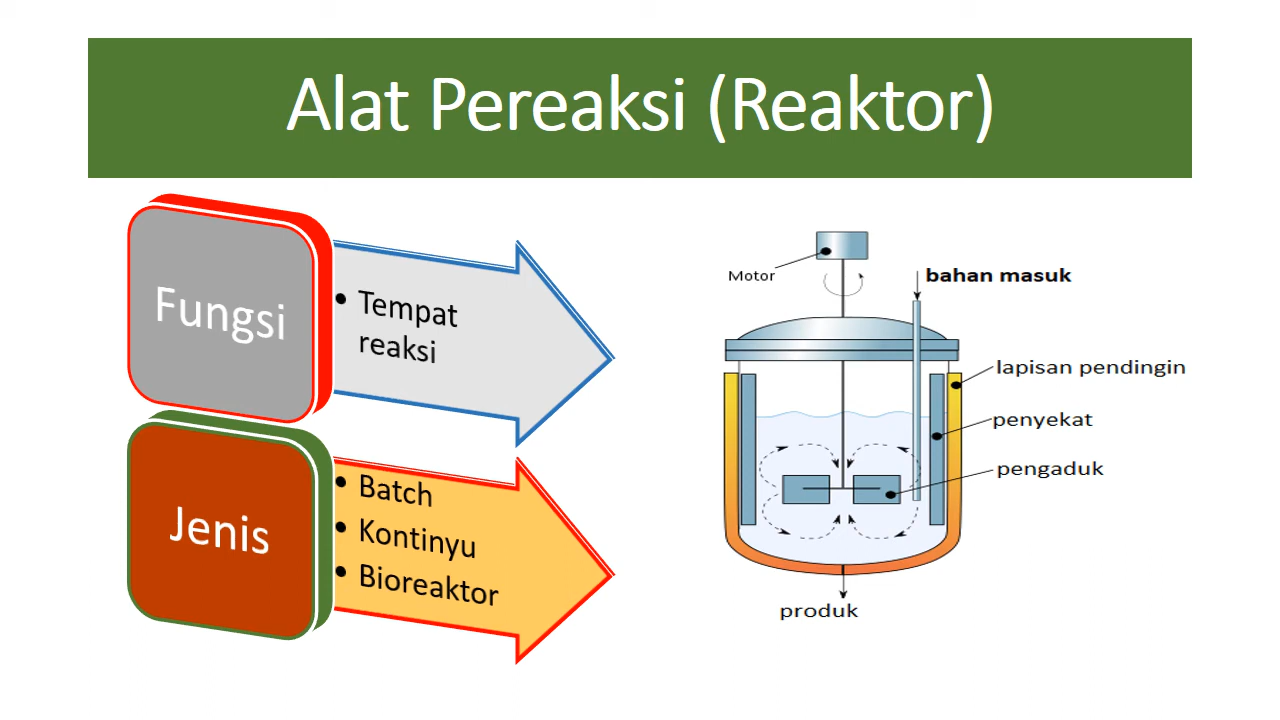 Alat Pereaksi (Reaktor)
Fungsi
• Tempat
reaksi
Jenis
• Batch
• Kontinyu
• Bioreaktor
Motor
bahan masuk
lapisan pendingin
penyekat
pengaduk
produk